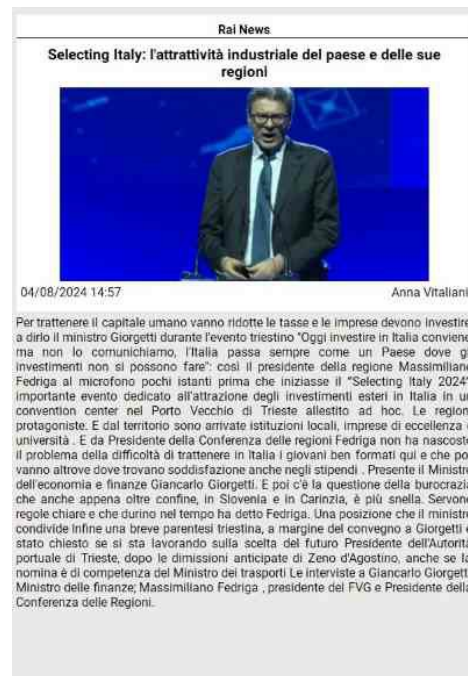 Rai News
Selecting Italy: l'attrattività industriale del paese e delle sue
regioni
04/08/2024 14:57
Anna Vitaliani
Per trattenere il capitale umano vanno ridotte le tasse e le imprese devono investire
a dirlo il ministro Giorgetti durante l'evento triestino "Oggi investire in Italia conviene
ma non lo comunichiamo, l'Italia passa sempre come un Paese dove
investimenti non si possono fare": così il presidente della regione Massimiliano
Fedriga al microfono pochi istanti prima che iniziasse il "Selecting Italy 2024"
importante evento dedicato all'attrazione degli investimenti esteri in Italia in
convention center nel Porto Vecchio di Trieste allestito ad hoc. Le regioni
protagoniste. E dal territorio sono arrivate istituzioni locali, imprese di eccellenza
università . E da Presidente della Conferenza delle regioni Fedriga non ha nascosto
il problema della difficoltà di trattenere in Italia i giovani ben formati qui e che poi
vanno altrove dove trovano soddisfazione anche negli stipendi . Presente il Ministro
dell'economia e finanze Giancarlo Giorgetti. E poi c'è la questione della burocrazia
che anche appena oltre confine, in Slovenia e in Carinzia, è più snella. Servono
regole chiare e che durino nel tempo ha detto Fedriga. Una posizione che il ministro
condivide Infine una breve parentesi triestina, a margine del convegno a Giorgetti
stato chiesto se si sta lavorando sulla scelta del futuro Presidente dell'Autorità
portuale di Trieste, dopo le dimissioni anticipate di Zeno d'Agostino, anche se la
nomina è di competenza del Ministro dei trasporti Le interviste a Giancarlo Giorgetti
Ministro delle finanze; Massimiliano Fedriga , presidente del FVG e Presidente della
Conferenza delle Regioni.